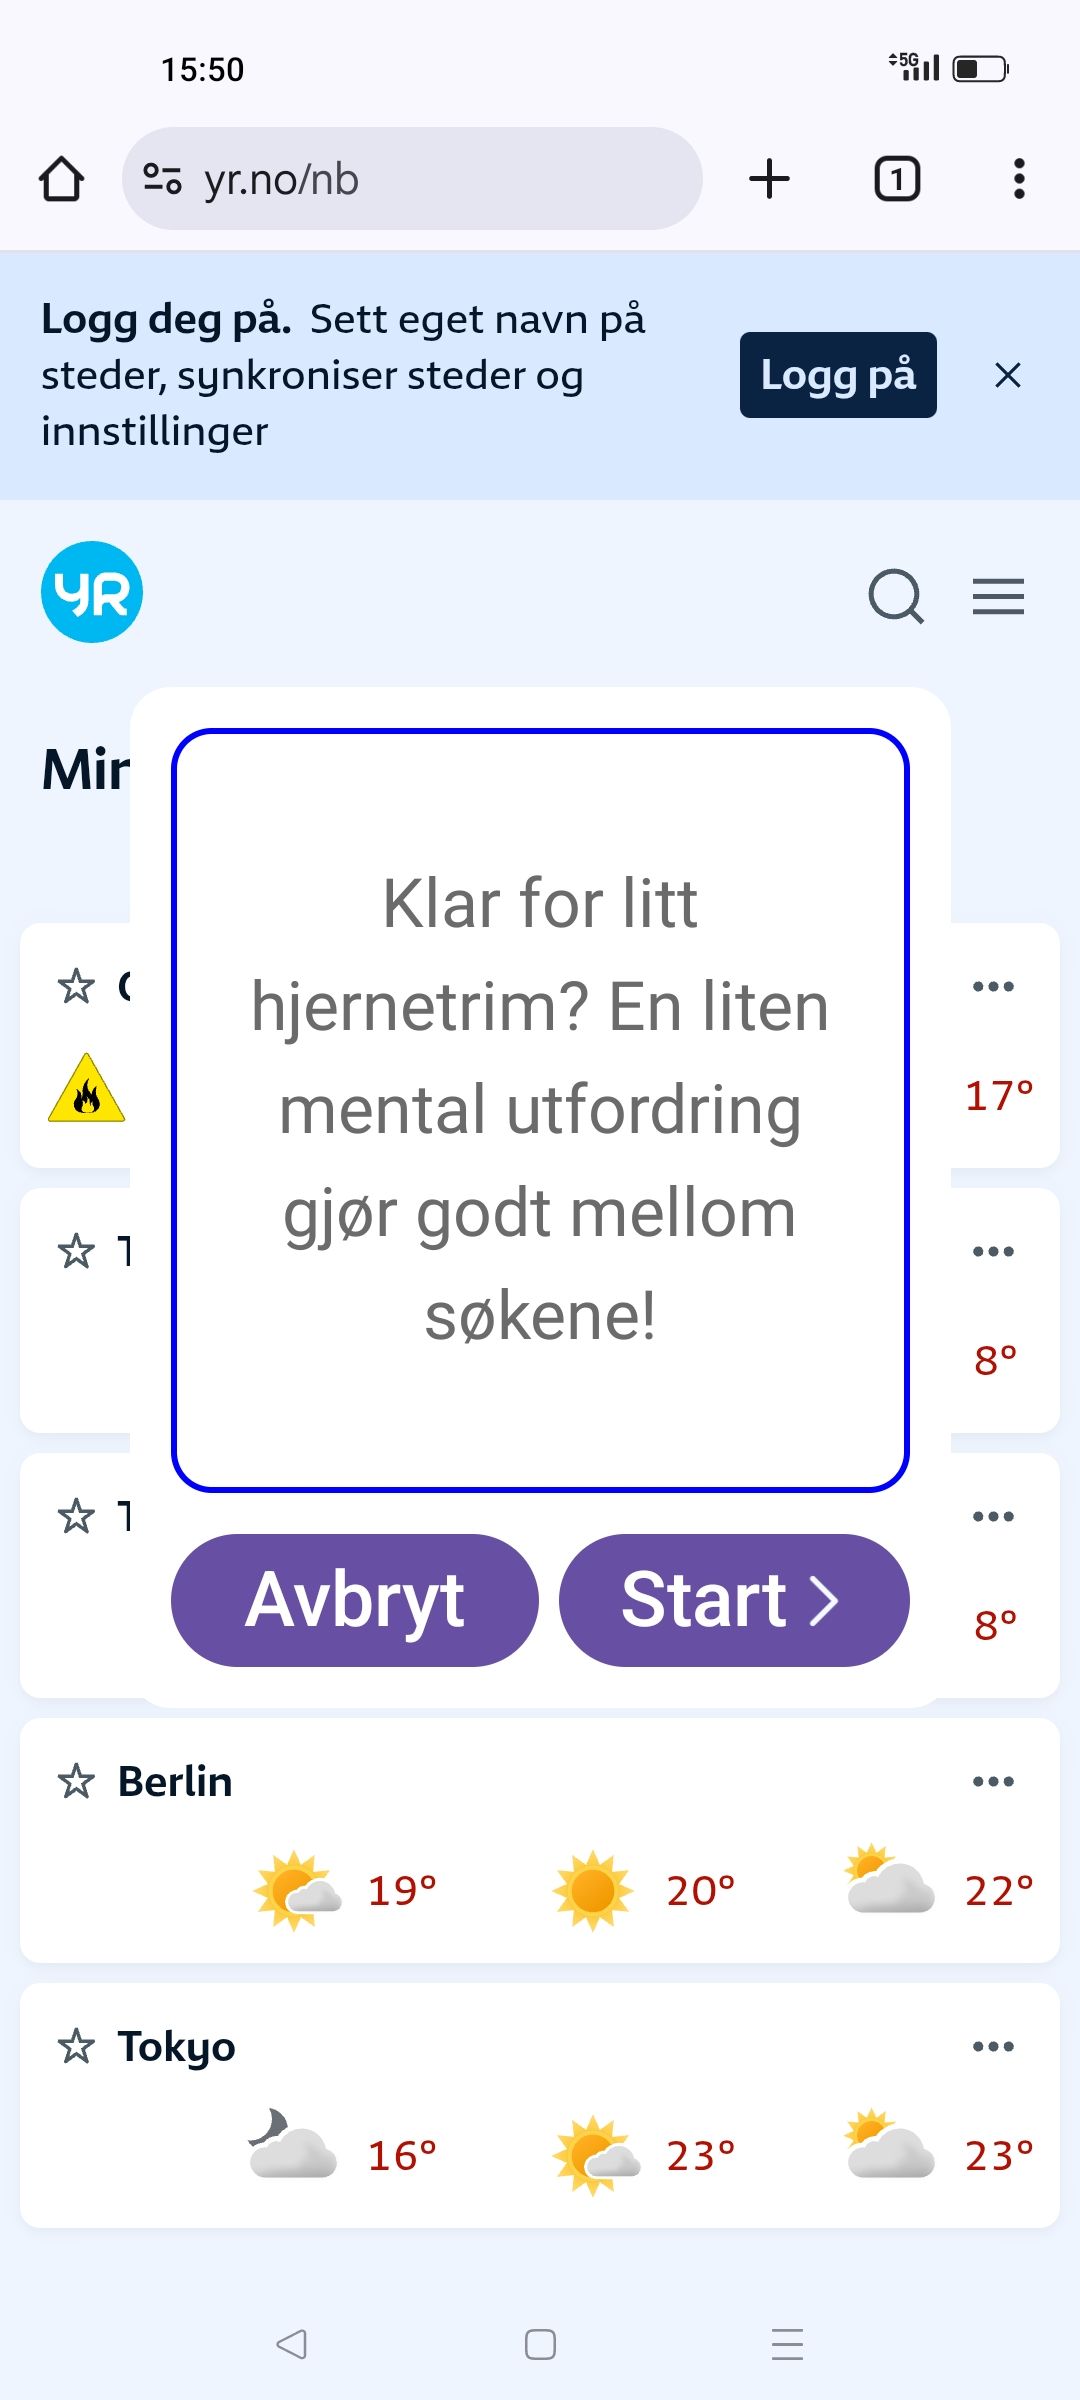 15:50
5G
yr.no/nb
1
Logg deg på. Sett eget navn på
steder, synkroniser steder og
innstillinger
Logg på
YR
Klar for litt
hjernetrim? En liten
mental utfordring
gjør godt mellom
søkene!
Avbryt
Start
17°
8°
8°
Berlin
19° 20° 22°
Tokyo
16° 23° 23°